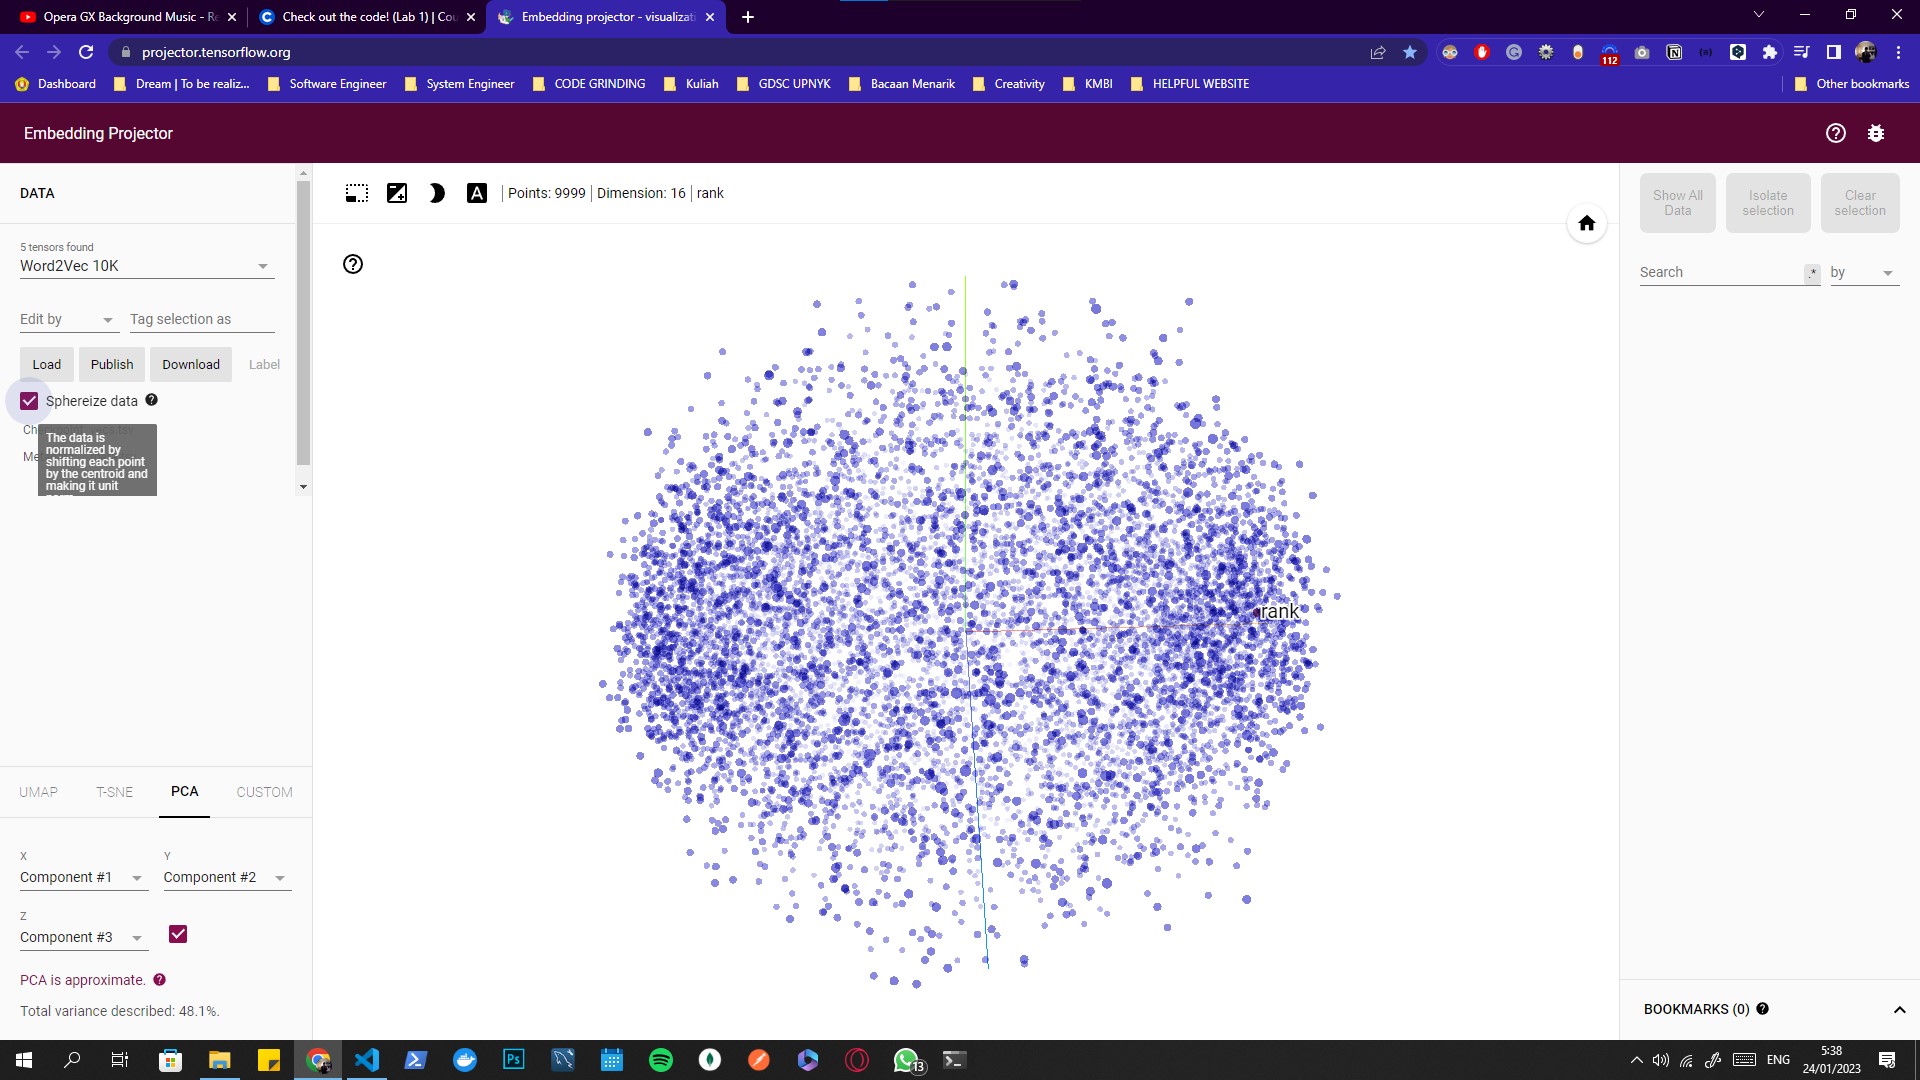 Opera GX Background Music - Re
Check out the code! (Lab 1) | Cou
Embedding projector - visualizati
projector.tensorflow.org
112
Dashboard
Dream | To be realiz...
Software Engineer
System Engineer
CODE GRINDING
Kuliah
GDSC UPNYK
Bacaan Menarik
Creativity
KMBI
HELPFUL WEBSITE
Other bookmarks
Embedding Projector
DATA
Points: 9999 | Dimension: 16 | rank
Show All
Data
Isolate
selection
Clear
selection
5 tensors found
Word2Vec 10K
Search
.*
by
Edit by
Tag selection as
Load
Publish
Download
Label
Sphereize data
The data is
normalized by
shifting each point
by the centroid and
making it unit
rank
UMAP
T-SNE
PCA
CUSTOM
X
Component #1
Y
Component #2
Z
Component #3
PCA is approximate.
Total variance described: 48.1%.
BOOKMARKS (0)
Ps
13
ENG
5:38
24/01/2023